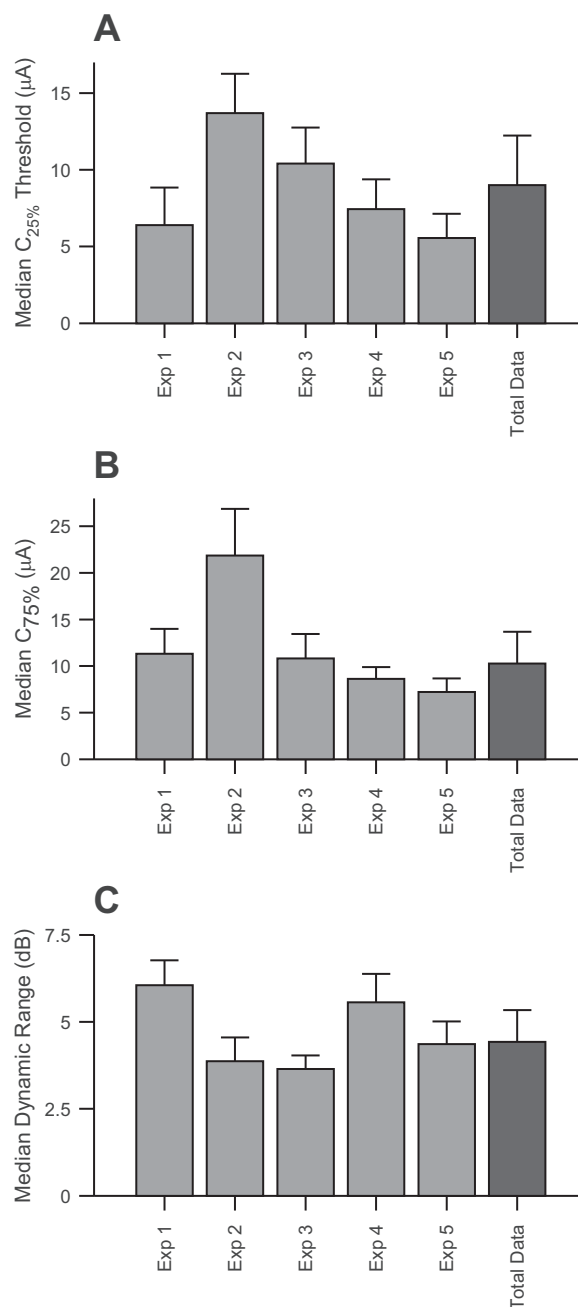 A
Median C25% Threshold (μA)
15
10
5
0
Exp 1
Exp 2
Exp 3
Exp 4
Exp 5
Total Data
B
Median C75% (μA)
25
20
15
10
5
0
Exp 1
Exp 2
Exp 3
Exp 4
Exp 5
Total Data
C
Median Dynamic Range (dB)
7.5
5
2.5
0
Exp 1
Exp 2
Exp 3
Exp 4
Exp 5
Total Data